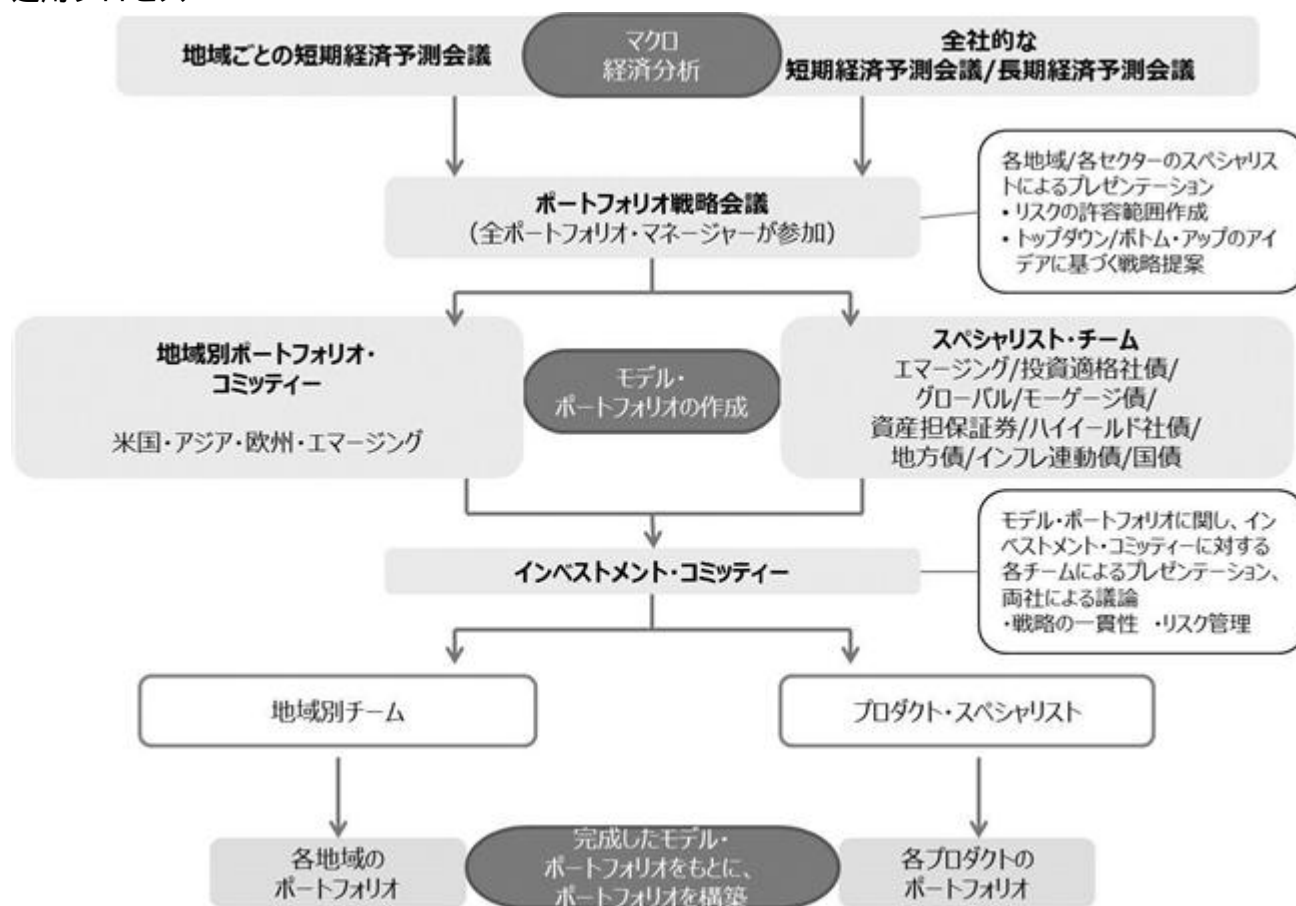 地域ごとの短期経済予測会議
マクロ
経済分析
全社的な
短期経済予測会議/長期経済予測会議
ポートフォリオ戦略会議
(全ポートフォリオ・マネージャーが参加)
各地域/各セクターのスペシャリス
トによるプレゼンテーション
• リスクの許容範囲作成
• トップダウン/ボトム・アップのアイ
デアに基づく戦略提案
地域別ポートフォリオ・
コミッティー
米国・アジア・欧州・エマージング
モデル・
ポートフォリオの作成
スペシャリスト・チーム
エマージング/投資適格社債/
グローバル/モーゲージ債/
資産担保証券/ハイイールド社債/
地方債/インフレ連動債/国債
インベストメント・コミッティー
モデル・ポートフォリオに関し、イン
ベストメント・コミッティーに対する
各チームによるプレゼンテーション、
両社による議論
・戦略の一貫性 ・リスク管理
地域別チーム
プロダクト・スペシャリスト
各地域の
ポートフォリオ
完成したモデル・
ポートフォリオをもとに、
ポートフォリオを構築
各プロダクトの
ポートフォリオ